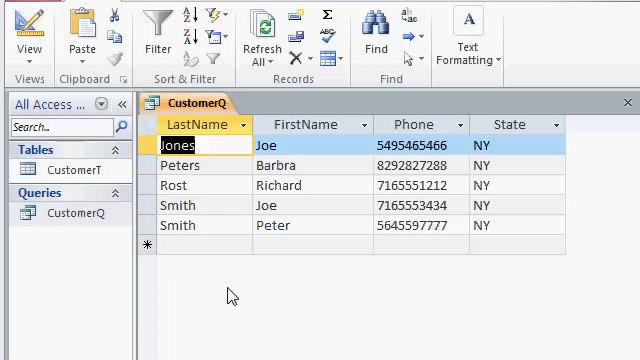 View
Paste
Filter
Refresh
All
Find
Text
Formatting
Views
Clipboard
Sort & Filter
Records
Find
All Access ...
Search...
Tables
CustomerT
Queries
CustomerQ
CustomerQ
LastName FirstName Phone State
Jones Joe 5495465466 NY
Peters Barbra 8292827288 NY
Rost Richard 7165551212 NY
Smith Joe 7165553434 NY
Smith Peter 5645597777 NY